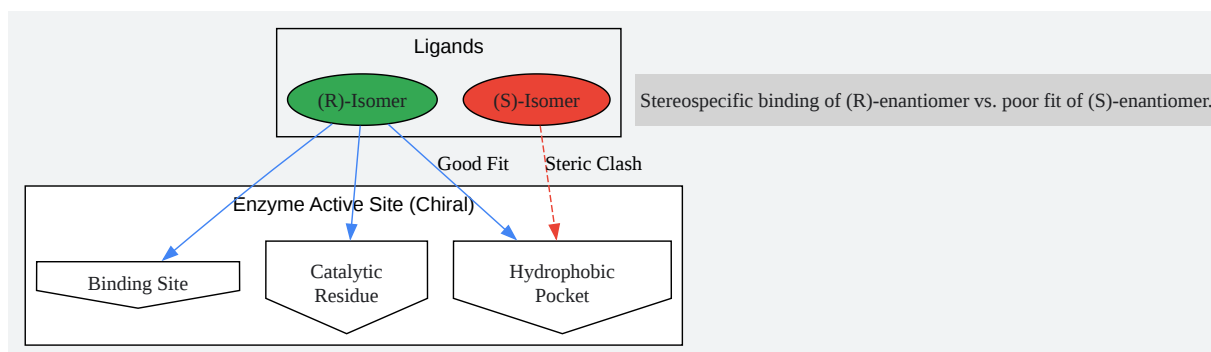 Ligands
(R)-Isomer
(S)-Isomer
Stereospecific binding of (R)-enantiomer vs. poor fit of (S)-enantiomer.
Good Fit
Steric Clash
Enzyme Active Site (Chiral)
Binding Site
Catalytic
Residue
Hydrophobic
Pocket